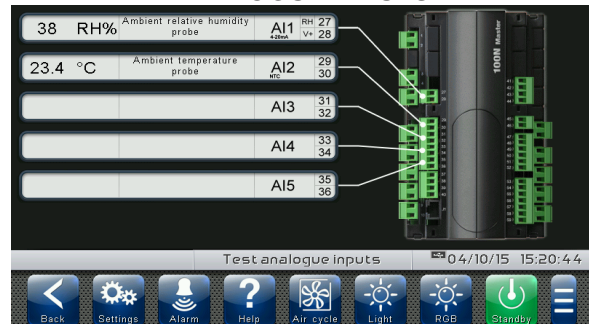 38 RH% Ambient relative humidity probe AI1 4-20mA RH 27 V+ 28
23.4 °C Ambient temperature probe AI2 NTC 29 30
AI3 31 32
AI4 33 34
AI5 35 36
100N Master
Test analogue inputs 04/10/15 15:20:44
Back Settings Alarm Help Air cycle Light RGB Standby